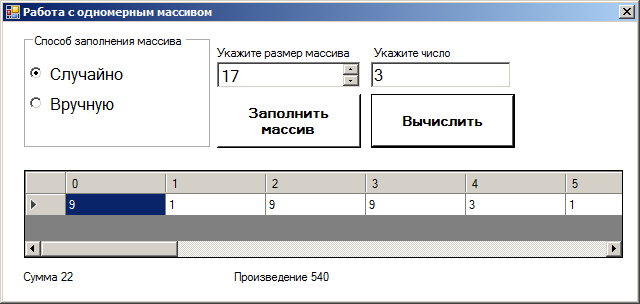 Работа с одномерным массивом
Способ заполнения массива
Случайно
Вручную
Укажите размер массива
17
Укажите число
3
Заполнить
массив
Вычислить
0 1 2 3 4 5
9 1 9 9 3 1
Сумма 22 Произведение 540